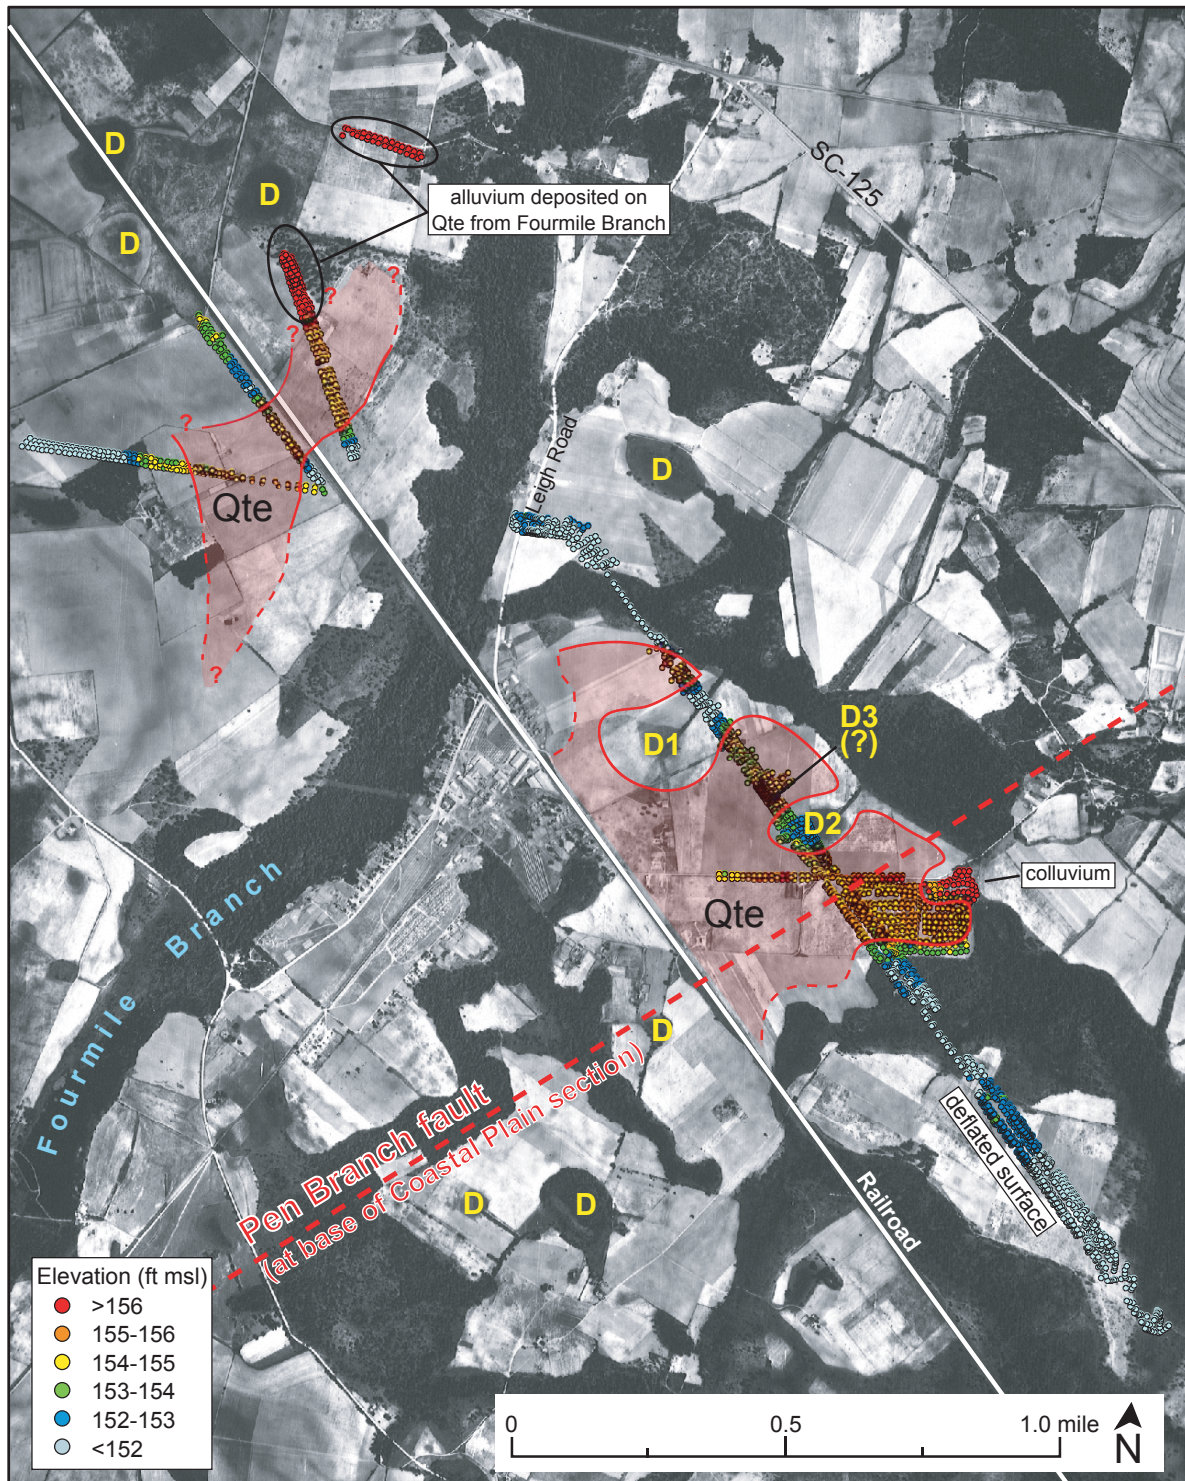 D
D
D
alluvium deposited on
Qte from Fourmile Branch
SC-125
?
?
?
?
?
Qte
Leigh Road
D
D1
D3
(?)
D2
colluvium
Qte
Fourmile Branch
D
Pen Branch fault
(at base of Coastal Plain section)
D
D
deflated surface
Railroad
Elevation (ft msl)
>156
155-156
154-155
153-154
152-153
<152
0 0.5 1.0 mile
N